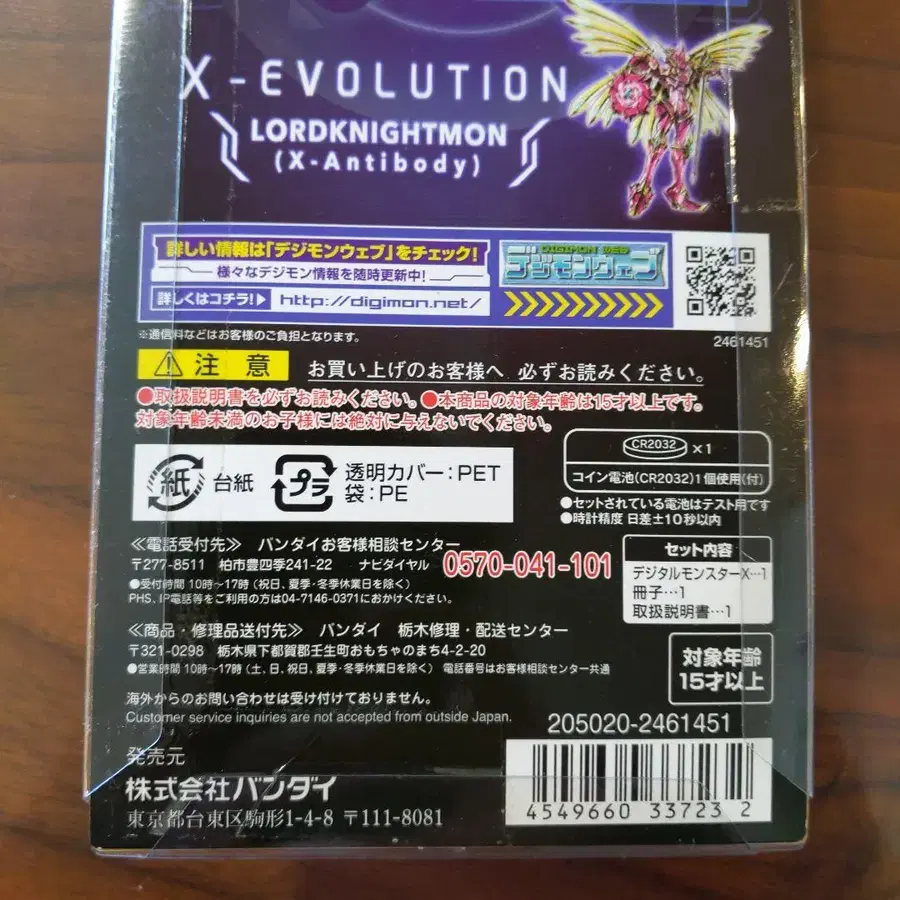 X-EVOLUTION
LORDKNIGHTMON
(X-Antibody)
詳しい情報は「デジモンウェブ」をチェック!
様々なデジモン情報を随時更新中!
詳しくはコチラ!▶ http://digimon.net/
DIGIMON WEB
デジモンウェブ
※通信料などはお客様のご負担となります。
2461451
⚠注意 お買い上げのお客様へ 必ずお読みください。
●取扱説明書を必ずお読みください。●本商品の対象年齢は15才以上です。
対象年齢未満のお子様には絶対に与えないでください。
紙 台紙
プラ 透明カバー:PET
袋:PE
CR2032 ×1
コイン電池(CR2032)1個使用(付)
●セットされている電池はテスト用です
●時計精度 日差±10秒以内
≪電話受付先≫ バンダイお客様相談センター
〒277-8511 柏市豊四季241-22 ナビダイヤル 0570-041-101
●受付時間 10時~17時(祝日、夏季・冬季休業日を除く)
PHS、IP電話等をご利用の方は04-7146-0371におかけください。
セット内容
デジタルモンスターX…1
冊子…1
取扱説明書…1
≪商品・修理品送付先≫ バンダイ 栃木修理・配送センター
〒321-0298 栃木県下都賀郡壬生町おもちゃのまち4-2-20
●営業時間 10時~17時(土、日、祝日、夏季・冬季休業日を除く) 電話番号はお客様相談センター共通
対象年齢
15才以上
海外からのお問い合わせは受け付けておりません。
Customer service inquiries are not accepted from outside Japan.
205020-2461451
発売元
株式会社バンダイ
東京都台東区駒形1-4-8 〒111-8081
4549660 33723 2